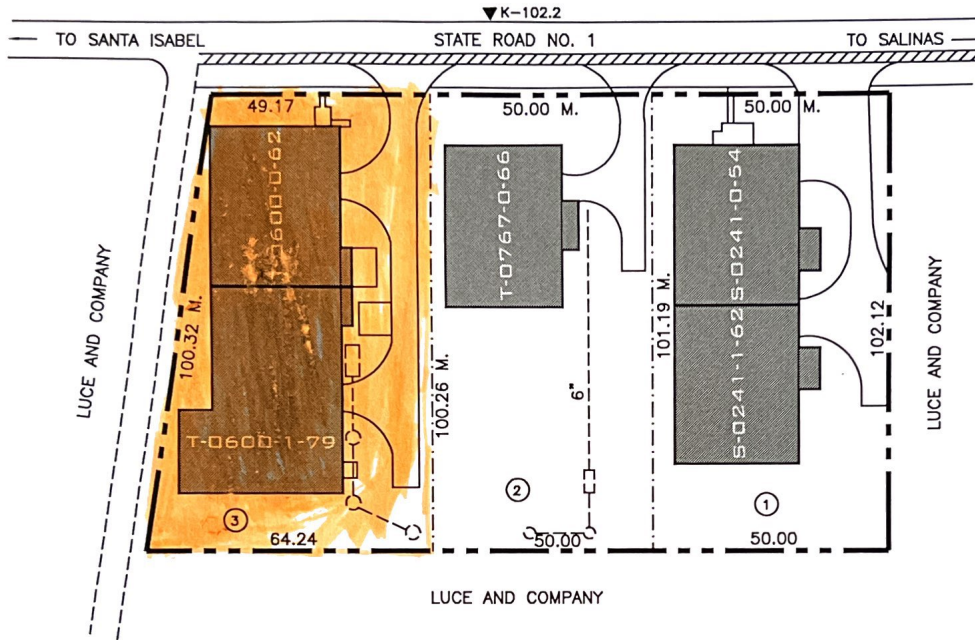 K-102.2
TO SANTA ISABEL
STATE ROAD NO. 1
TO SALINAS
49.17
50.00 M.
50.00 M.
T-0600-0-62
T-0767-0-66
S-0241-0-54
LUCE AND COMPANY
100.32 M.
100.26 M.
101.19 M.
102.12
LUCE AND COMPANY
6"
S-0241-1-62
T-0600-1-79
3
2
1
64.24
50.00
50.00
LUCE AND COMPANY